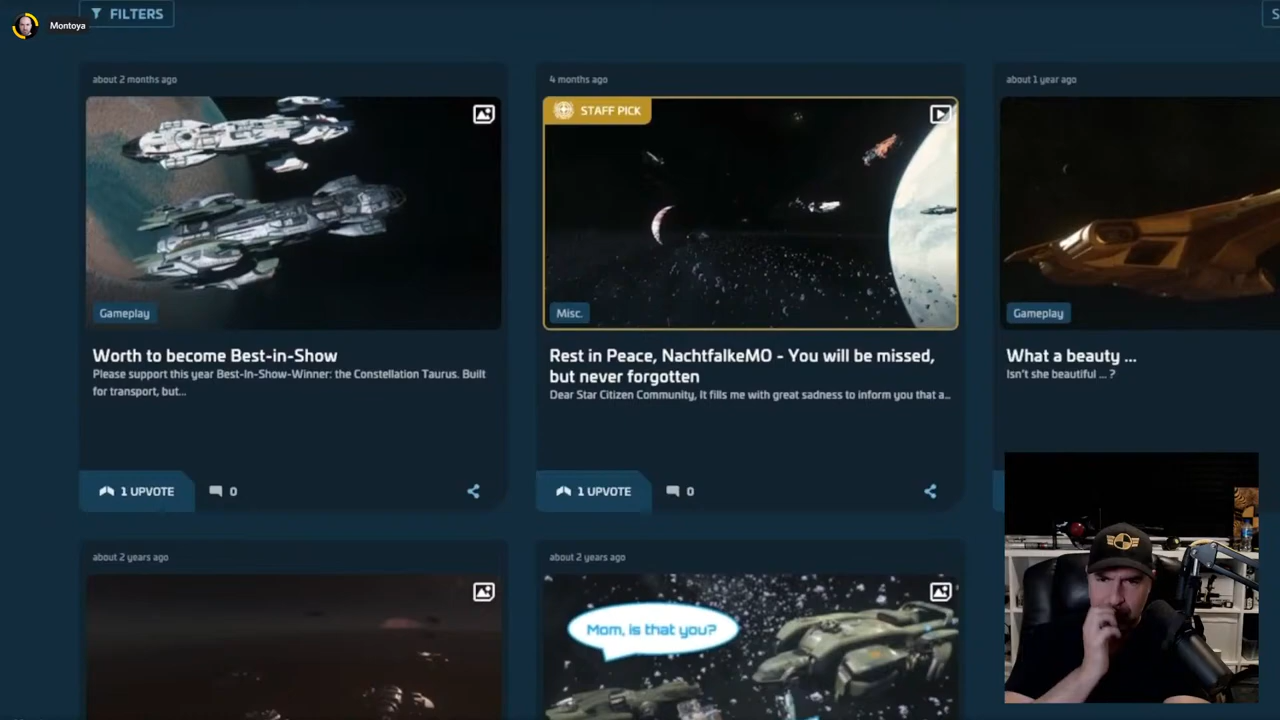 FILTERS
S
Montoya
about 2 months ago
4 months ago
about 1 year ago
STAFF PICK
Gameplay
Misc.
Gameplay
Worth to become Best-in-Show
Please support this year Best-In-Show-Winner: the Constellation Taurus. Built
for transport, but...
Rest in Peace, NachtfalkeMO - You will be missed,
but never forgotten
Dear Star Citizen Community, It fills me with great sadness to inform you that a...
What a beauty ...
Isn't she beautiful ... ?
1 UPVOTE
0
1 UPVOTE
0
about 2 years ago
about 2 years ago
Mom, is that you?